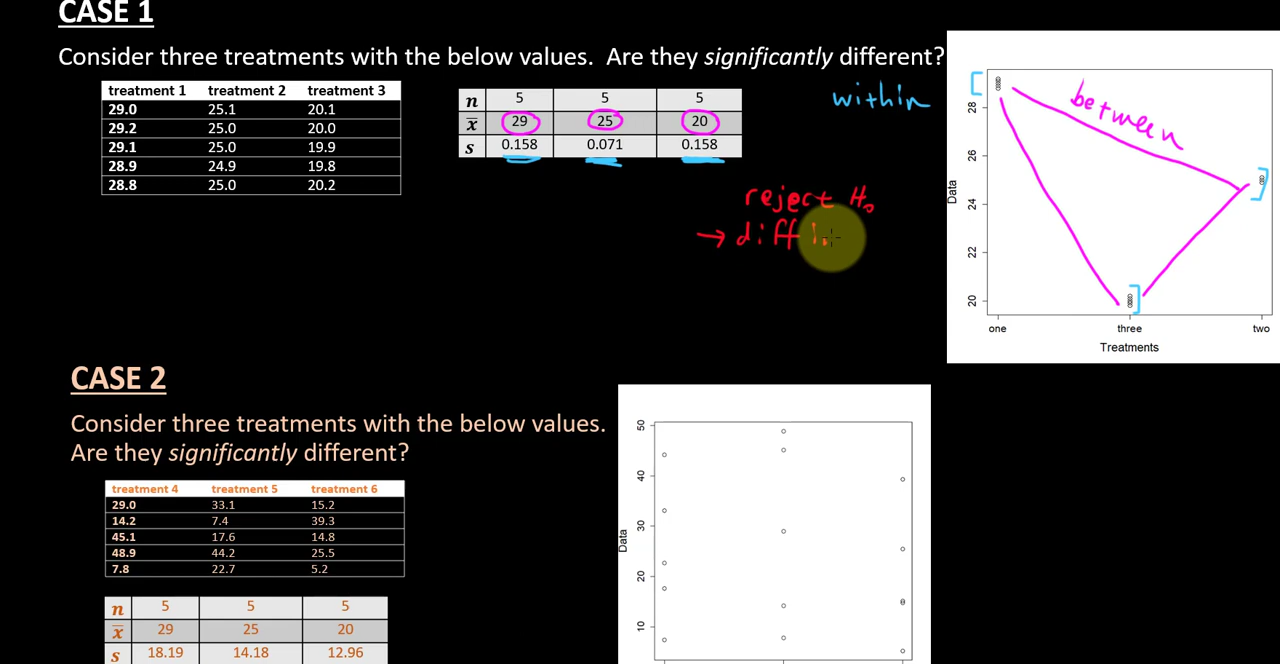 CASE 1
Consider three treatments with the below values. Are they significantly different?
treatment 1 treatment 2 treatment 3
29.0 25.1 20.1
29.2 25.0 20.0
29.1 25.0 19.9
28.9 24.9 19.8
28.8 25.0 20.2
n 5 5 5
x̅ 29 25 20
s 0.158 0.071 0.158
within
reject H₀
→ diff
between
Data
28
26
24
22
20
one three two
Treatments
CASE 2
Consider three treatments with the below values.
Are they significantly different?
treatment 4 treatment 5 treatment 6
29.0 33.1 15.2
14.2 7.4 39.3
45.1 17.6 14.8
48.9 44.2 25.5
7.8 22.7 5.2
n 5 5 5
x̅ 29 25 20
s 18.19 14.18 12.96
Data
50
40
30
20
10